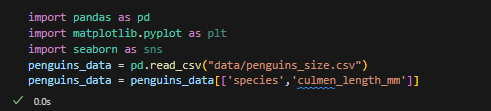 import pandas as pd
import matplotlib.pyplot as plt
import seaborn as sns
penguins_data = pd.read_csv("data/penguins_size.csv")
penguins_data = penguins_data[['species','culmen_length_mm']]
✓ 0.0s